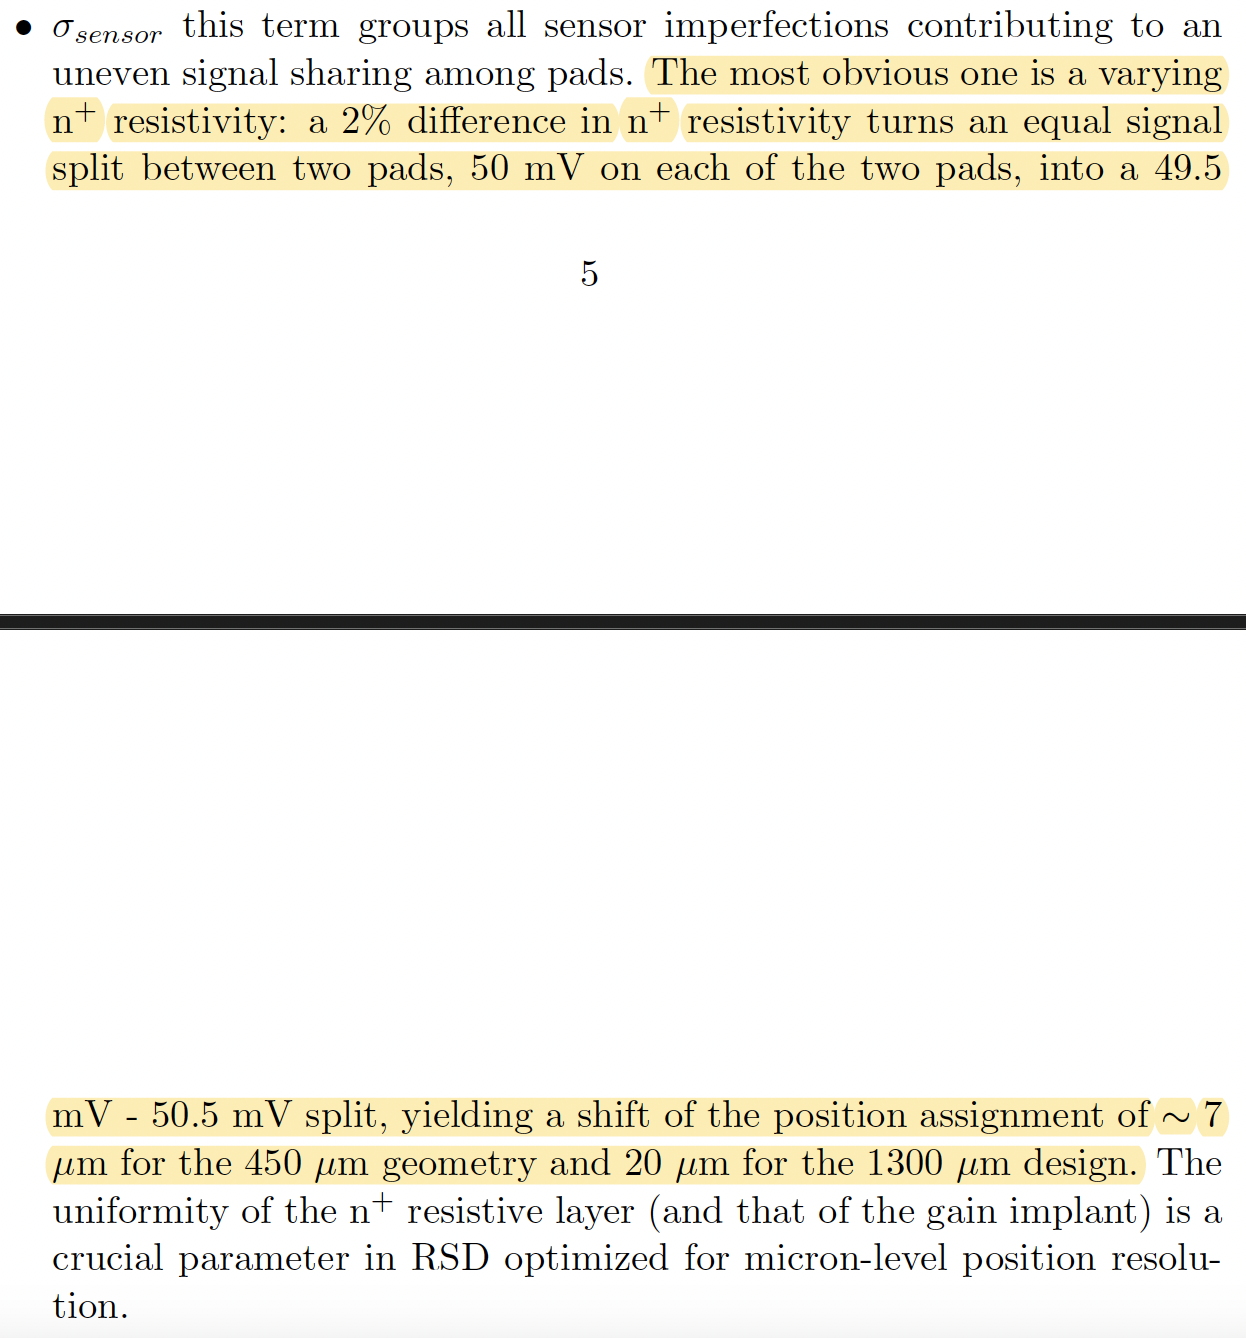 • σsensor this term groups all sensor imperfections contributing to an
uneven signal sharing among pads. The most obvious one is a varying
n⁺ resistivity: a 2% difference in n⁺ resistivity turns an equal signal
split between two pads, 50 mV on each of the two pads, into a 49.5
5
mV - 50.5 mV split, yielding a shift of the position assignment of ∼ 7
μm for the 450 μm geometry and 20 μm for the 1300 μm design. The
uniformity of the n⁺ resistive layer (and that of the gain implant) is a
crucial parameter in RSD optimized for micron-level position resolu-
tion.